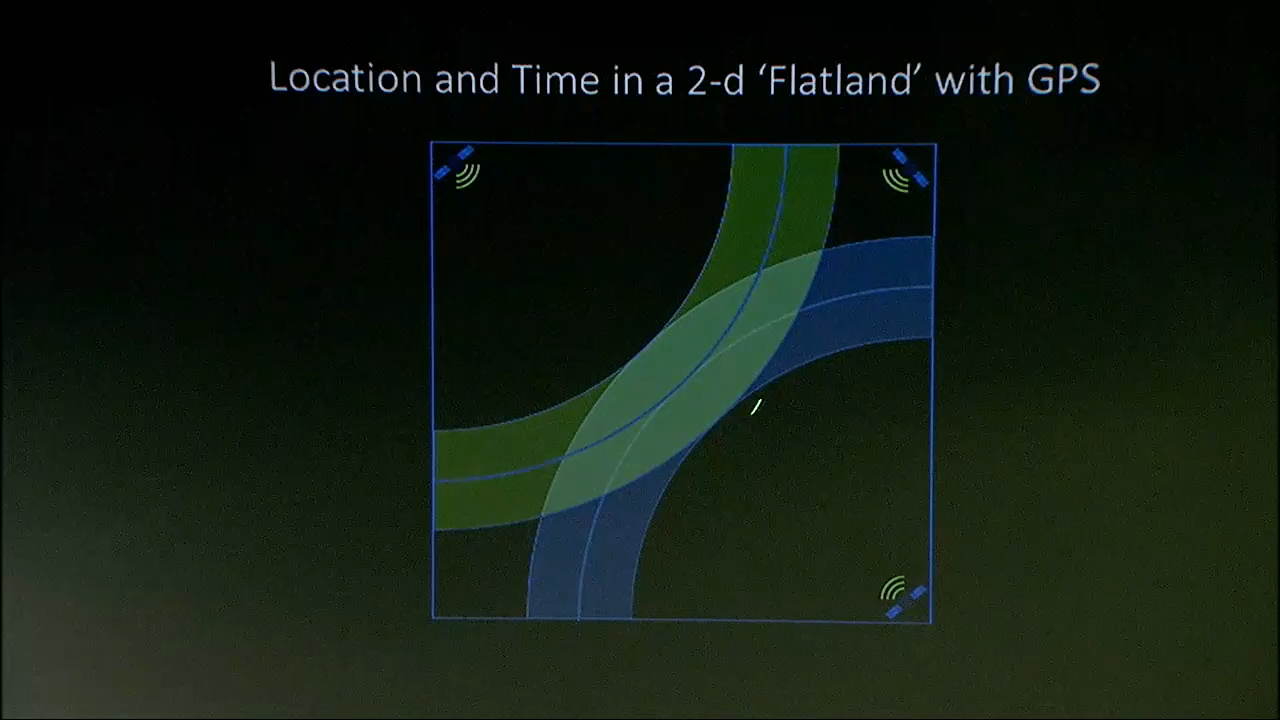 Location and Time in a 2-d ‘Flatland’ with GPS